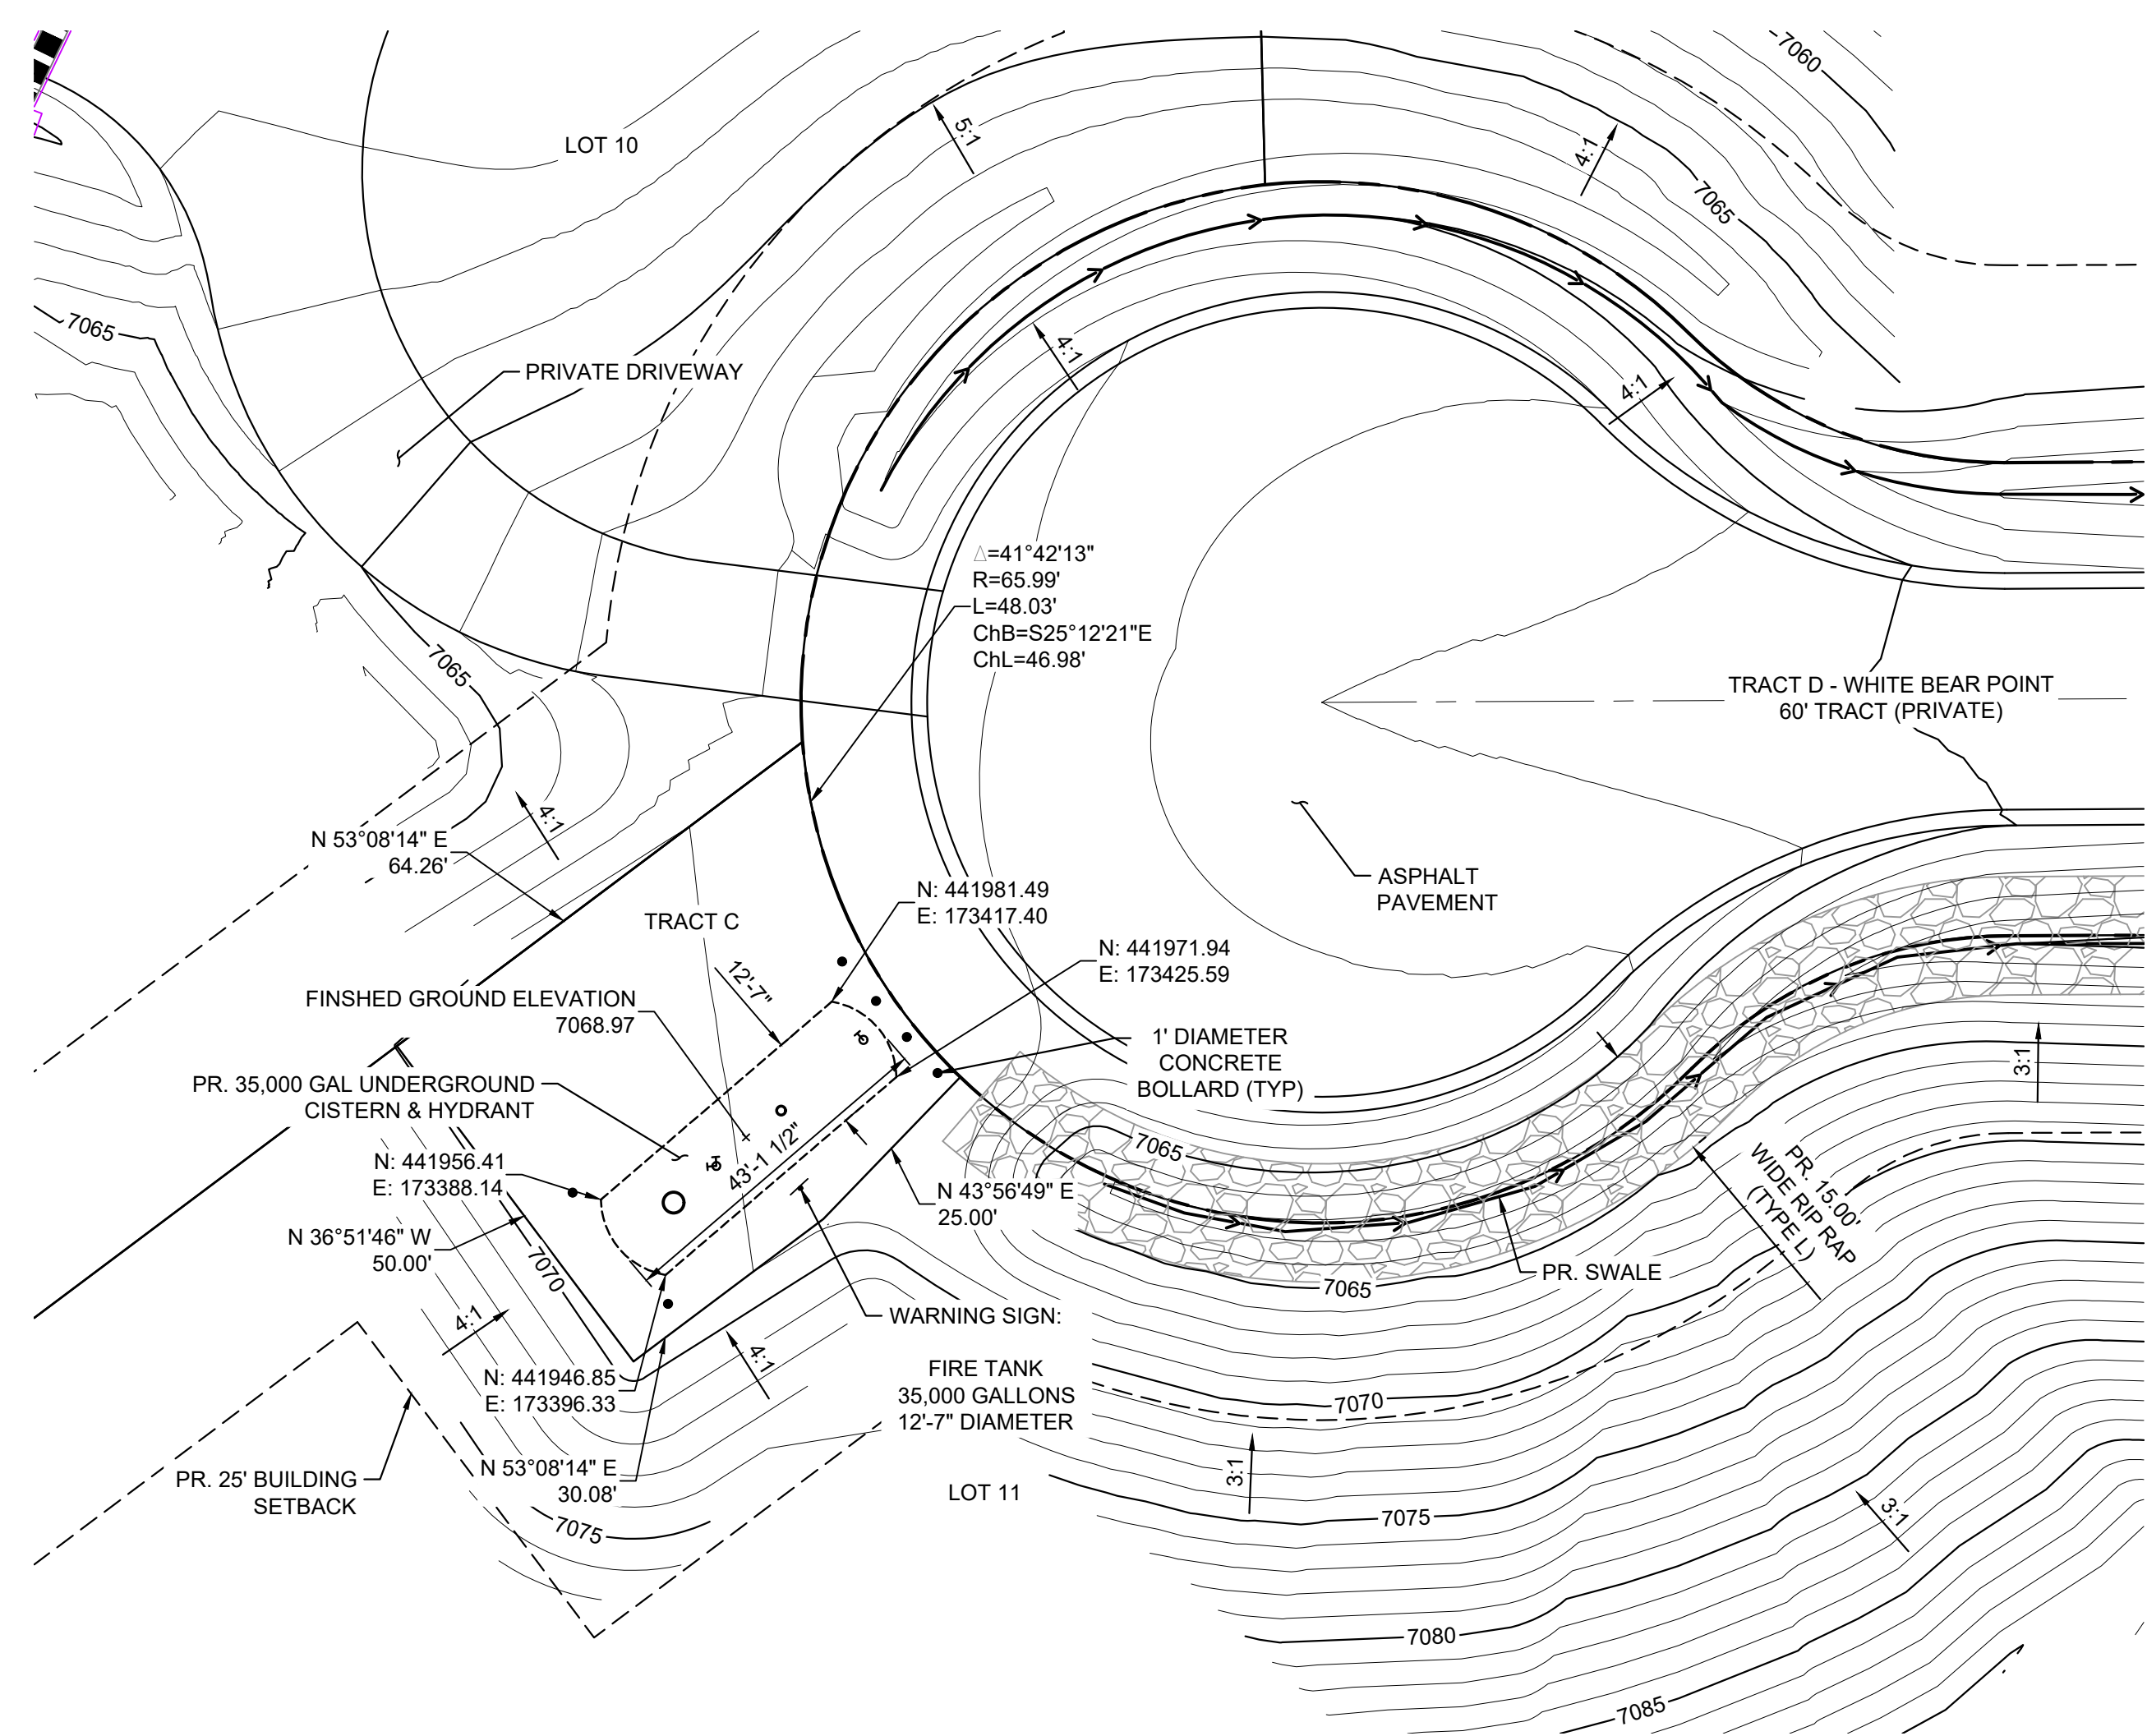 7060
LOT 10
5:1
4:1
7065
7065
PRIVATE DRIVEWAY
4:1
4:1
△=41°42'13"
R=65.99'
L=48.03'
ChB=S25°12'21"E
ChL=46.98'
7065
TRACT D - WHITE BEAR POINT
60' TRACT (PRIVATE)
4:1
N 53°08'14" E
64.26'
ASPHALT
PAVEMENT
N: 441981.49
E: 173417.40
TRACT C
N: 441971.94
E: 173425.59
12'-7"
FINSHED GROUND ELEVATION
7068.97
1' DIAMETER
CONCRETE
BOLLARD (TYP)
3:1
PR. 35,000 GAL UNDERGROUND
CISTERN & HYDRANT
43'-1 1/2"
7065
N: 441956.41
E: 173388.14
N 43°56'49" E
25.00'
PR. 15.00'
WIDE RIP RAP
(TYPE L)
N 36°51'46" W
50.00'
7070
PR. SWALE
7065
4:1
WARNING SIGN:
4:1
N: 441946.85
E: 173396.33
FIRE TANK
35,000 GALLONS
12'-7" DIAMETER
7070
PR. 25' BUILDING
SETBACK
N 53°08'14" E
30.08'
3:1
LOT 11
7075
7075
3:1
7080
7085